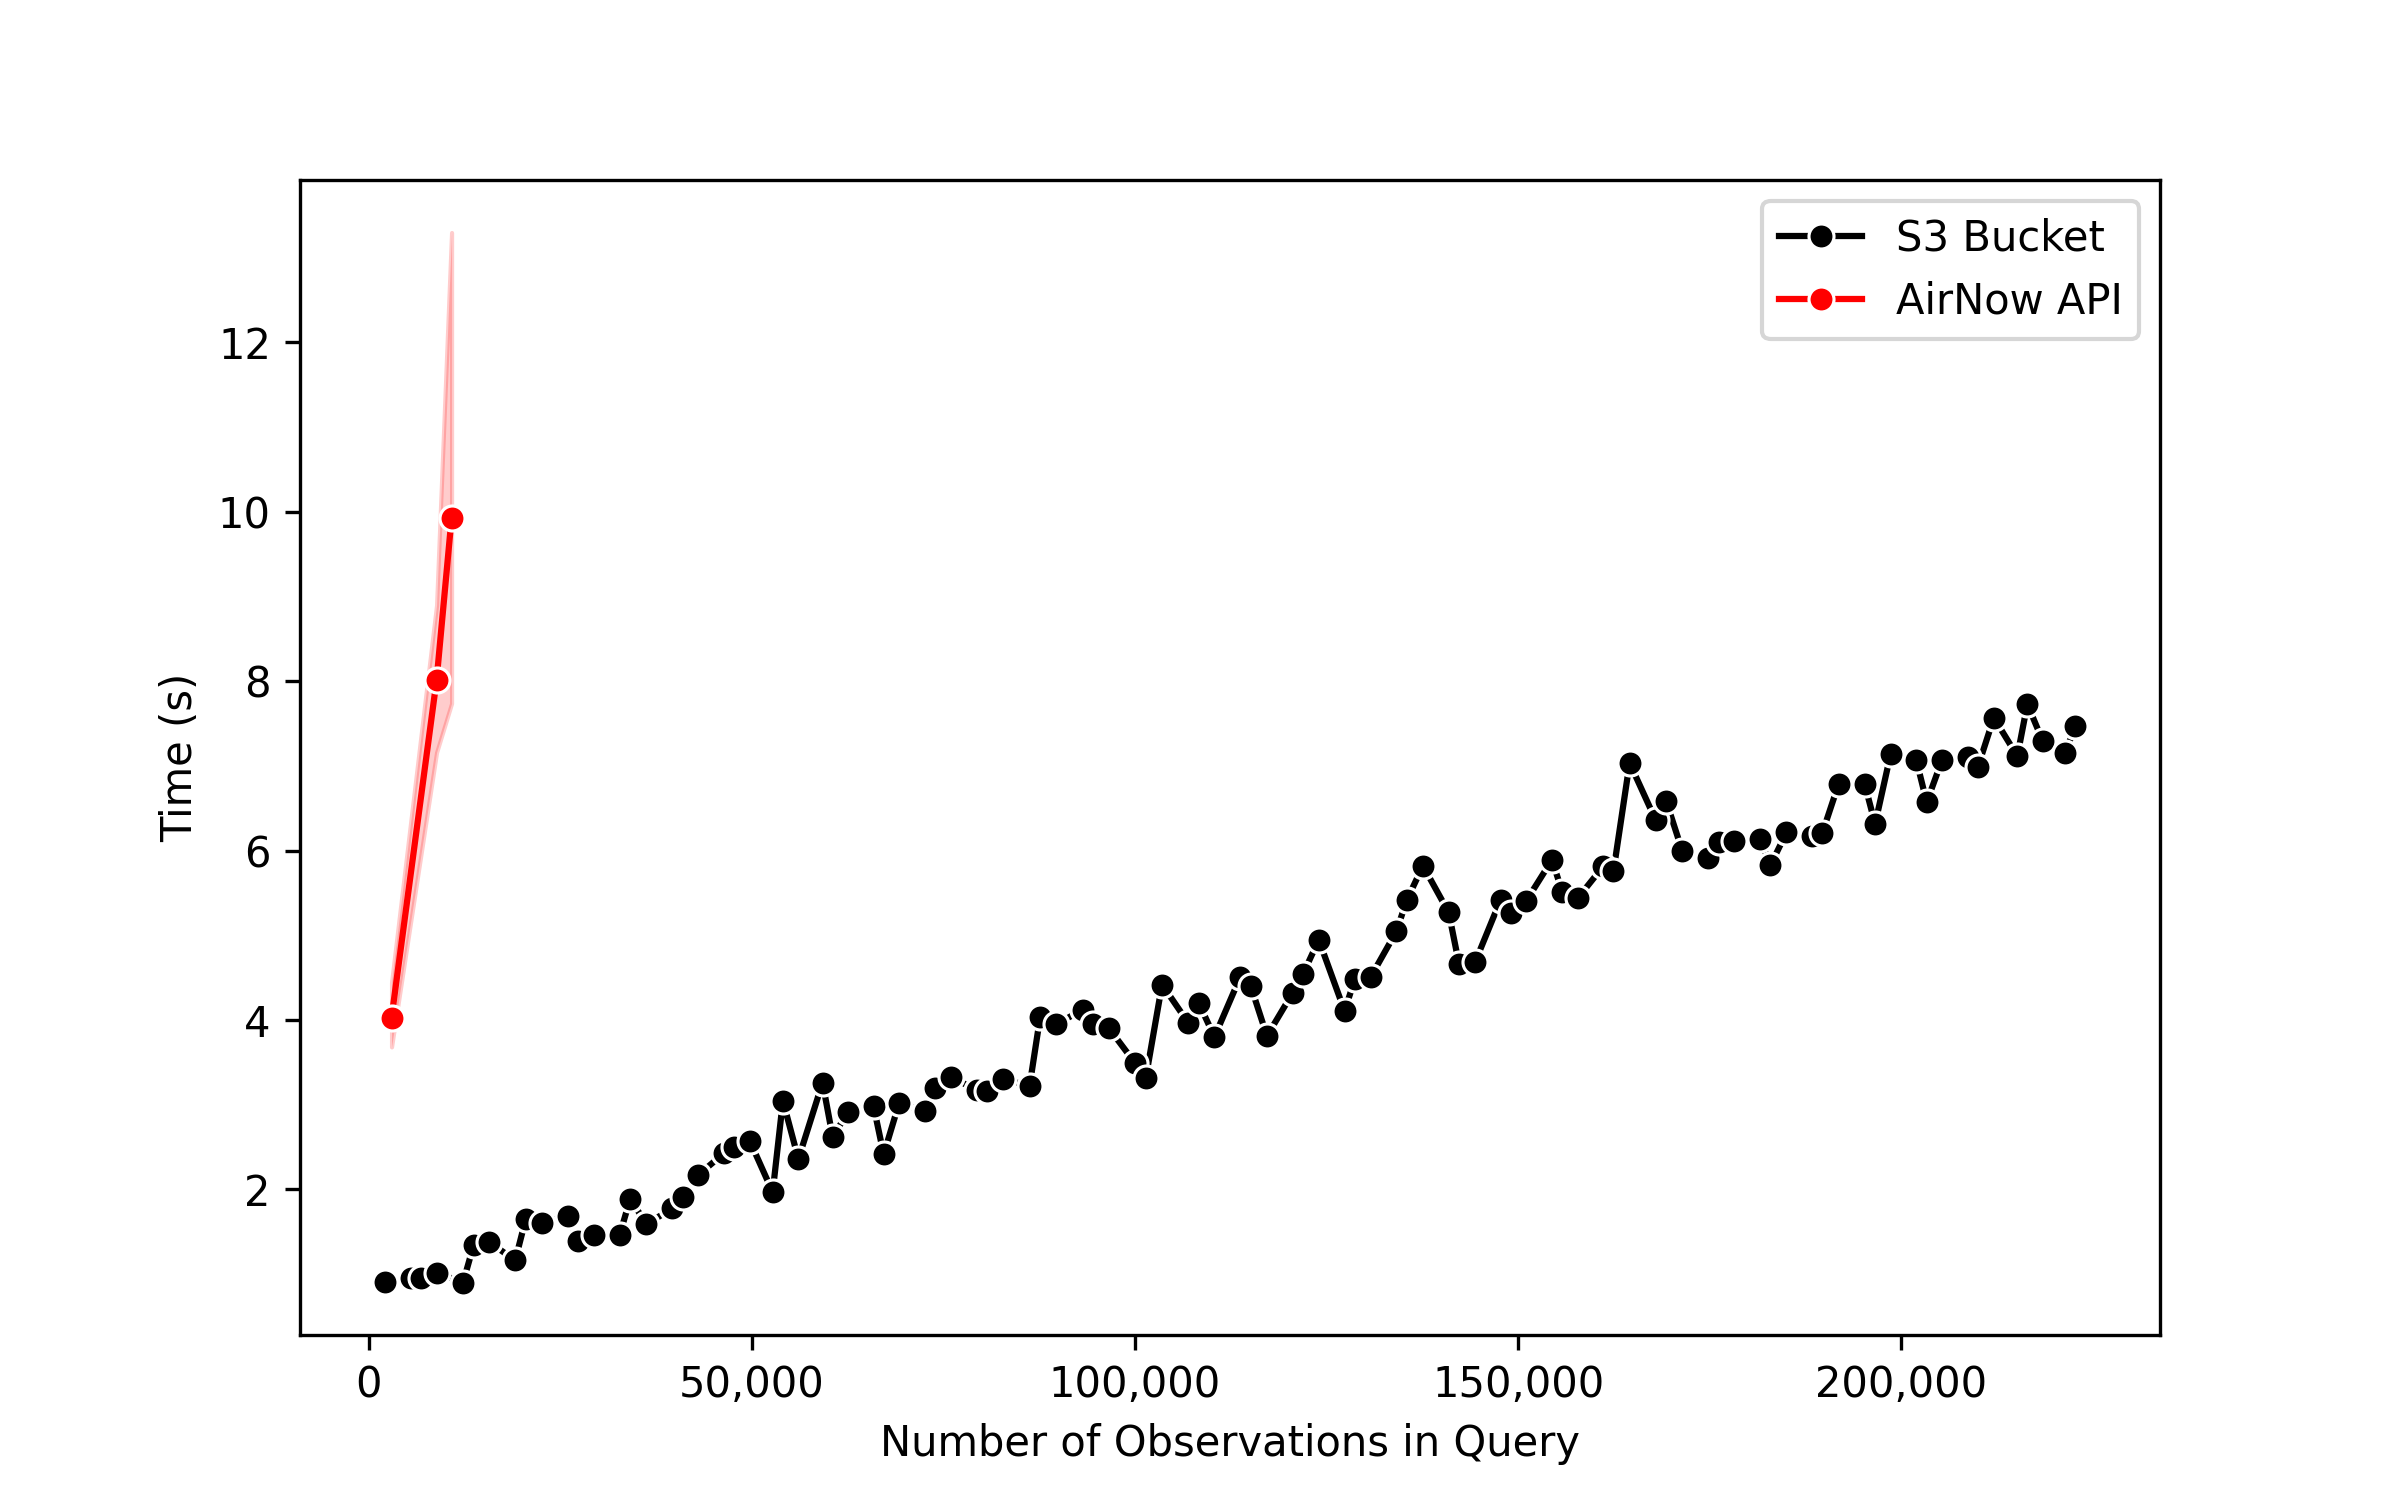 S3 Bucket
AirNow API
12
10
8
6
4
2
Time (s)
0
50,000
100,000
150,000
200,000
Number of Observations in Query